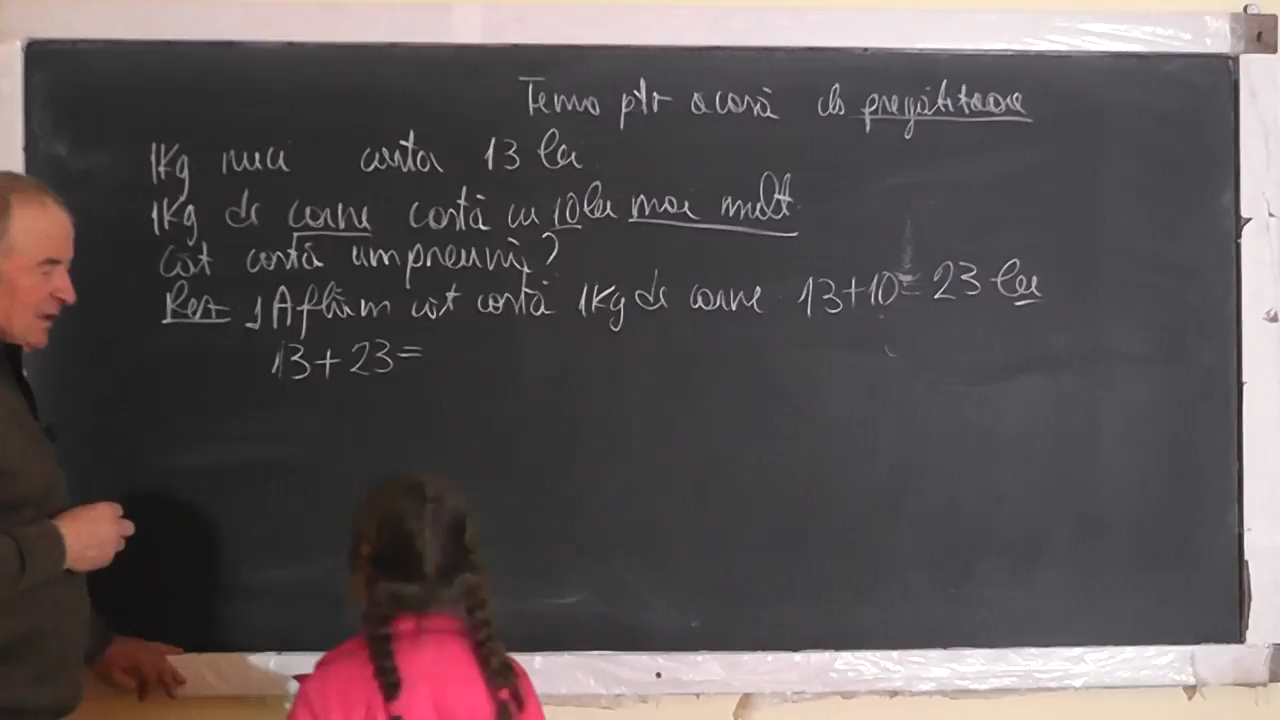 Tema ptr acasă cls pregătitoare
1Kg nuci costa 13 lei
1Kg de carne costă cu 10 lei mai mult.
Cât costă împreună?
Rez 1 Aflăm cât costă 1Kg de carne 13+10= 23 lei
13+23=